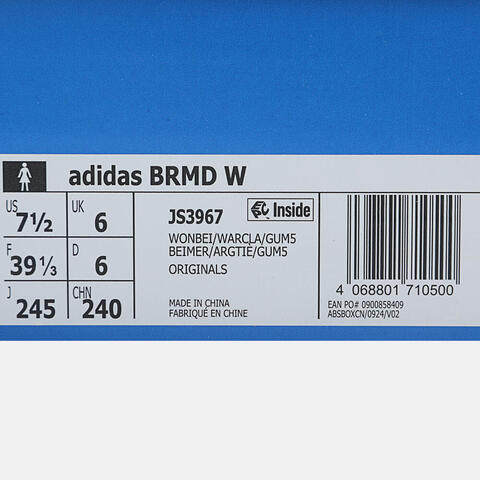 adidas BRMD W
US 7½ UK 6
F 39⅓ D 6
J 245 CHN 240
JS3967 Inside
WONBEI/WARCLA/GUM5
BEIMER/ARGTIE/GUM5
ORIGINALS
MADE IN CHINA
FABRIQUÉ EN CHINE
4 068801 710500
EAN PO# 0900858409
ABSBOXCN/0924/V02